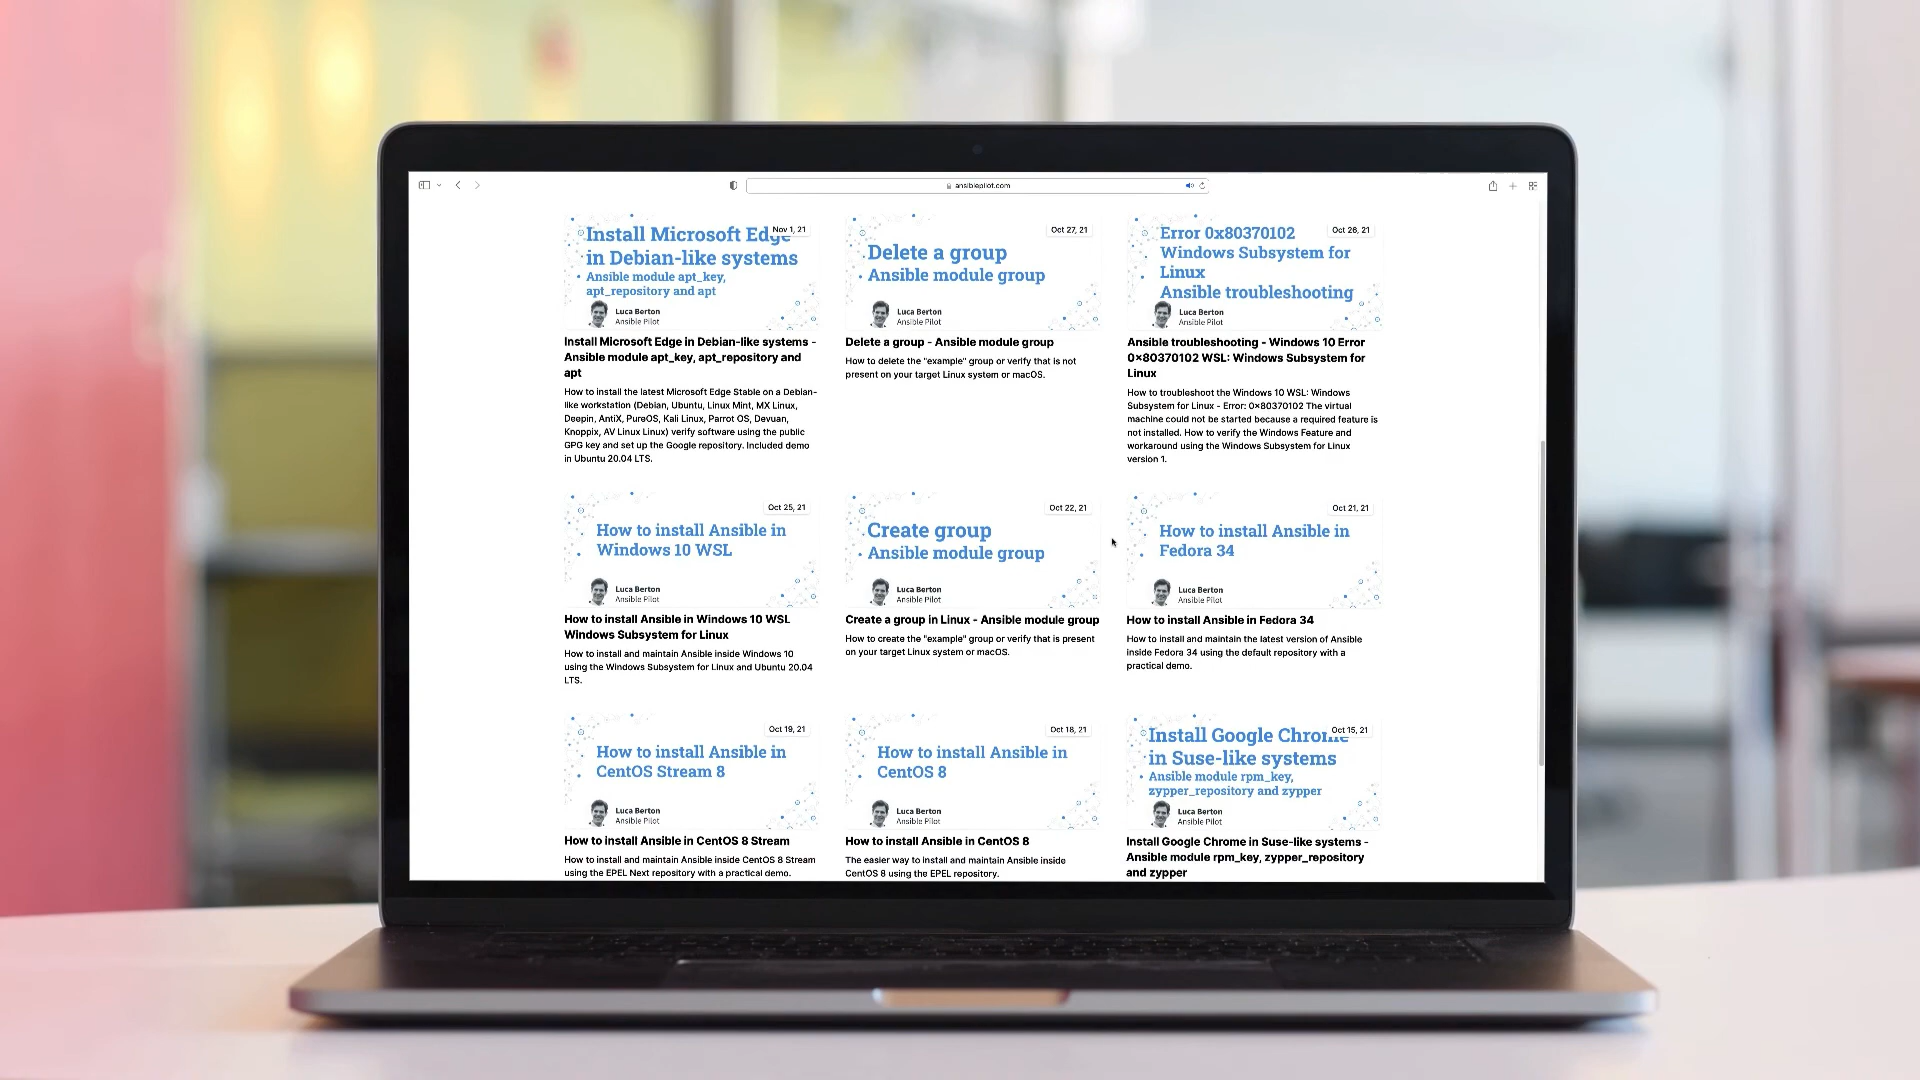 ansiblepilot.com
Install Microsoft Edge
Nov 1, 21
in Debian-like systems
Ansible module apt_key,
apt_repository and apt
Luca Berton
Ansible Pilot
Install Microsoft Edge in Debian-like systems -
Ansible module apt_key, apt_repository and
apt
How to install the latest Microsoft Edge Stable on a Debian-
like workstation (Debian, Ubuntu, Linux Mint, MX Linux,
Deepin, AntiX, PureOS, Kali Linux, Parrot OS, Devuan,
Knoppix, AV Linux Linux) verify software using the public
GPG key and set up the Google repository. Included demo
in Ubuntu 20.04 LTS.
Oct 27, 21
Delete a group
Ansible module group
Luca Berton
Ansible Pilot
Delete a group - Ansible module group
How to delete the "example" group or verify that is not
present on your target Linux system or macOS.
Error 0x80370102
Oct 26, 21
Windows Subsystem for
Linux
Ansible troubleshooting
Luca Berton
Ansible Pilot
Ansible troubleshooting - Windows 10 Error
0x80370102 WSL: Windows Subsystem for
Linux
How to troubleshoot the Windows 10 WSL: Windows
Subsystem for Linux - Error: 0x80370102 The virtual
machine could not be started because a required feature is
not installed. How to verify the Windows Feature and
workaround using the Windows Subsystem for Linux
version 1.
Oct 25, 21
How to install Ansible in
Windows 10 WSL
Luca Berton
Ansible Pilot
How to install Ansible in Windows 10 WSL
Windows Subsystem for Linux
How to install and maintain Ansible inside Windows 10
using the Windows Subsystem for Linux and Ubuntu 20.04
LTS.
Oct 22, 21
Create group
Ansible module group
Luca Berton
Ansible Pilot
Create a group in Linux - Ansible module group
How to create the "example" group or verify that is present
on your target Linux system or macOS.
Oct 21, 21
How to install Ansible in
Fedora 34
Luca Berton
Ansible Pilot
How to install Ansible in Fedora 34
How to install and maintain the latest version of Ansible
inside Fedora 34 using the default repository with a
practical demo.
Oct 19, 21
How to install Ansible in
CentOS Stream 8
Luca Berton
Ansible Pilot
How to install Ansible in CentOS 8 Stream
How to install and maintain Ansible inside CentOS 8 Stream
using the EPEL Next repository with a practical demo.
Oct 18, 21
How to install Ansible in
CentOS 8
Luca Berton
Ansible Pilot
How to install Ansible in CentOS 8
The easier way to install and maintain Ansible inside
CentOS 8 using the EPEL repository.
Install Google Chrome
Oct 15, 21
in Suse-like systems
Ansible module rpm_key,
zypper_repository and zypper
Luca Berton
Ansible Pilot
Install Google Chrome in Suse-like systems -
Ansible module rpm_key, zypper_repository
and zypper